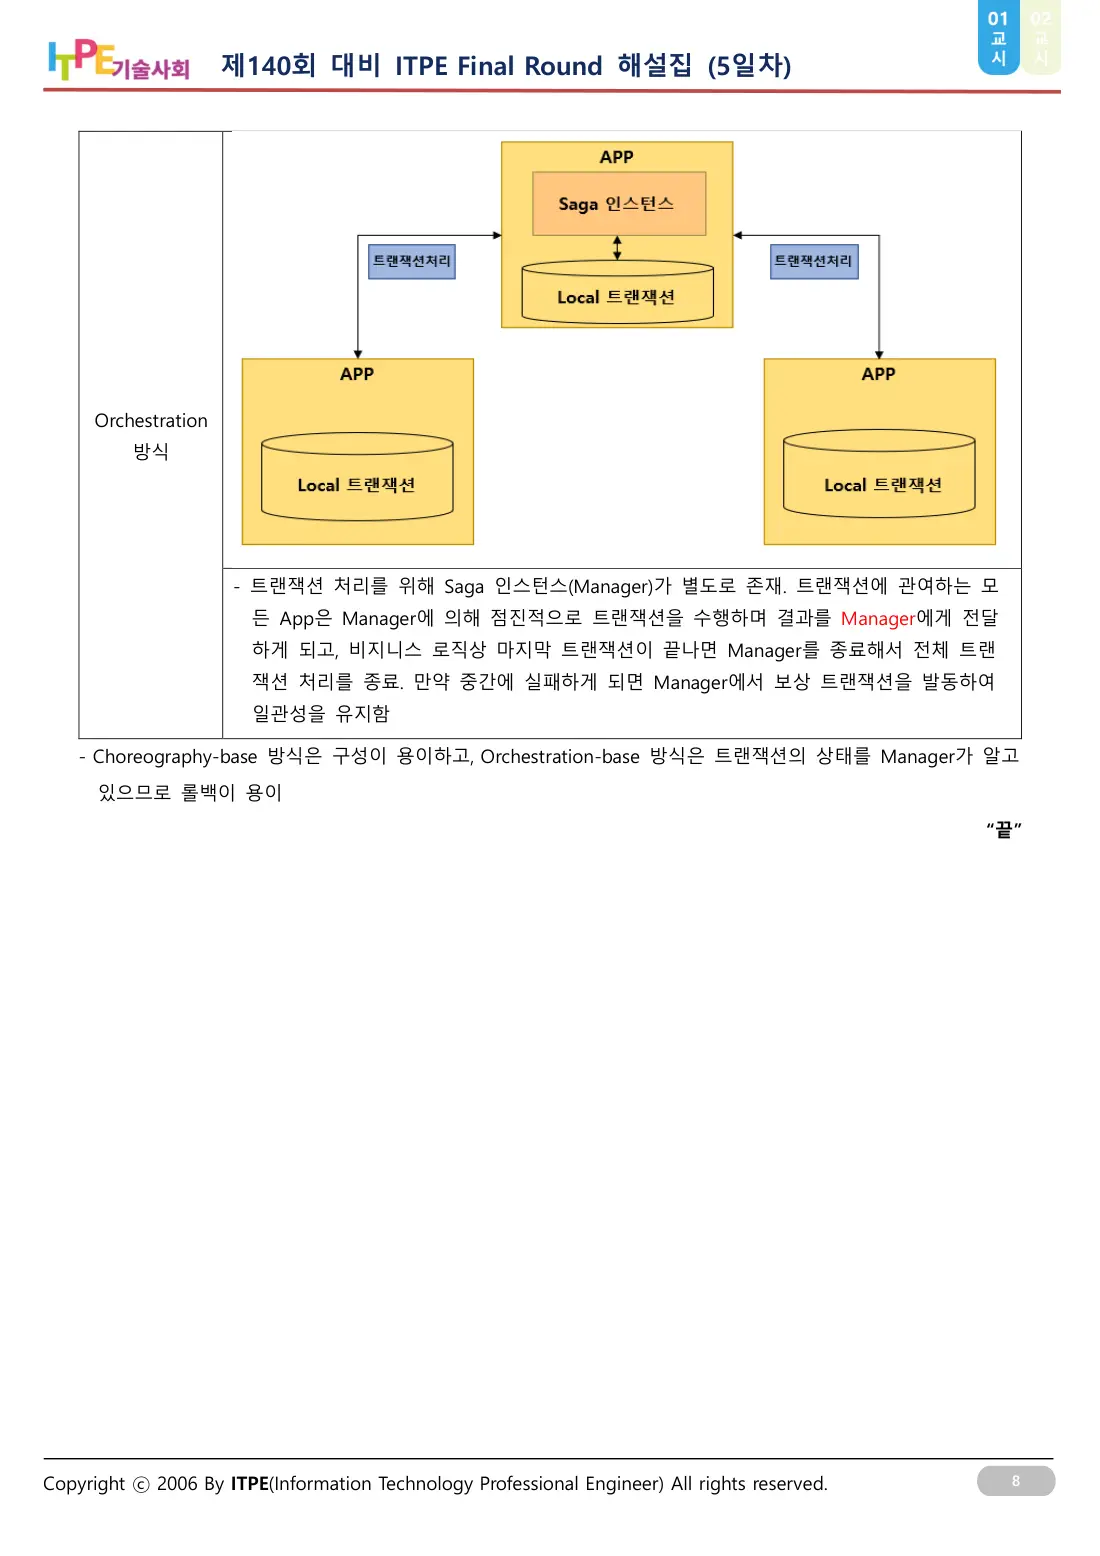 ITPE기술사회 제140회 대비 ITPE Final Round 해설집 (5일차)
01
교
시
02
교
시
APP
Saga 인스턴스
트랜잭션처리
트랜잭션처리
Local 트랜잭션
APP
APP
Orchestration
방식
Local 트랜잭션
Local 트랜잭션
- 트랜잭션 처리를 위해 Saga 인스턴스(Manager)가 별도로 존재. 트랜잭션에 관여하는 모
든 App은 Manager에 의해 점진적으로 트랜잭션을 수행하며 결과를 Manager에게 전달
하게 되고, 비지니스 로직상 마지막 트랜잭션이 끝나면 Manager를 종료해서 전체 트랜
잭션 처리를 종료. 만약 중간에 실패하게 되면 Manager에서 보상 트랜잭션을 발동하여
일관성을 유지함
- Choreography-base 방식은 구성이 용이하고, Orchestration-base 방식은 트랜잭션의 상태를 Manager가 알고
있으므로 롤백이 용이
“끝”
Copyright ⓒ 2006 By ITPE(Information Technology Professional Engineer) All rights reserved.
8